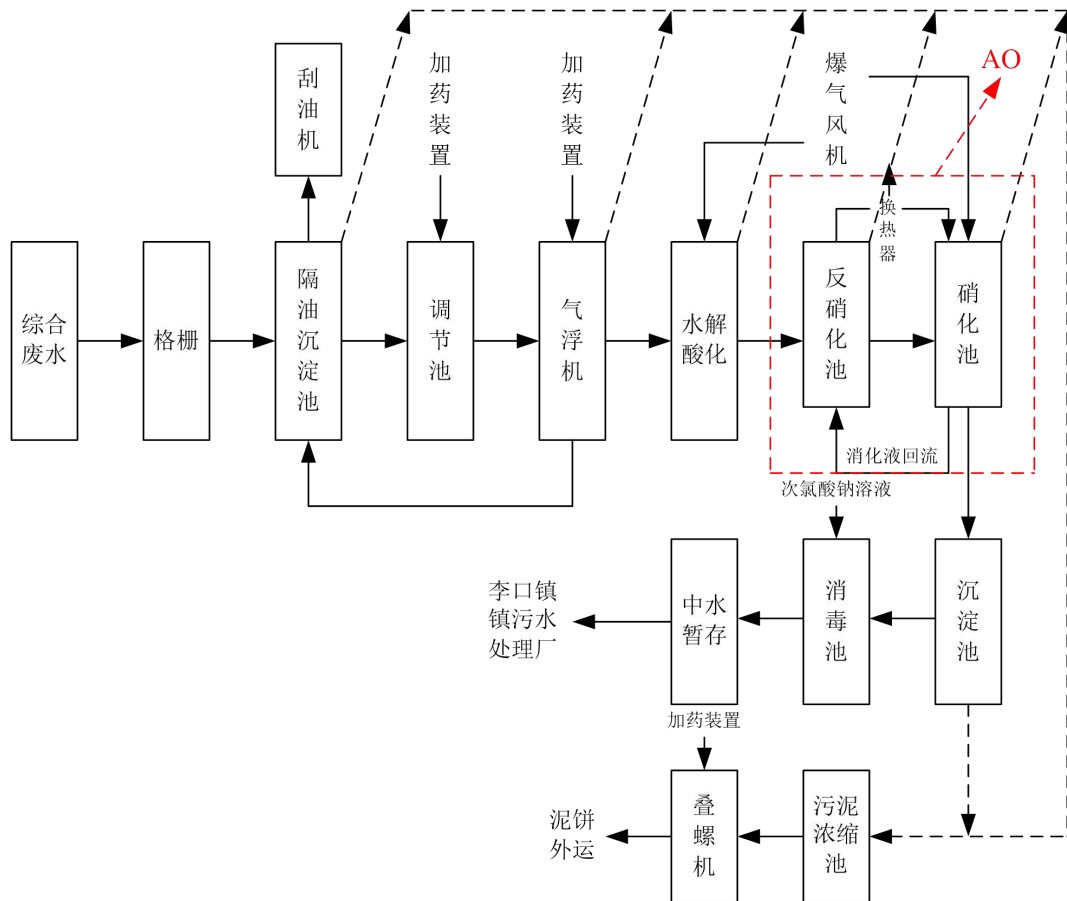 刮油机
加药装置
加药装置
爆气风机
AO
换热器
综合
废水
格栅
隔油沉淀池
调节池
气浮机
水解
酸化
反硝化池
硝化池
消化液回流
次氯酸钠溶液
李口镇
镇污水
处理厂
中水
暂存
消毒池
沉淀池
加药装置
泥饼
外运
叠螺机
污泥
浓缩
池